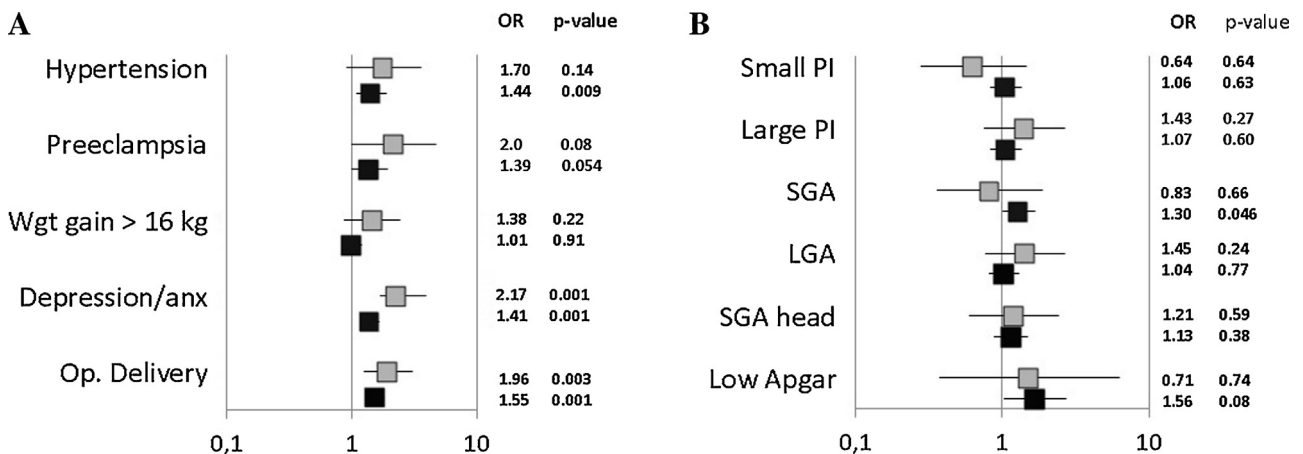 A
OR p-value
Hypertension
1.70 0.14
1.44 0.009
Preeclampsia
2.0 0.08
1.39 0.054
Wgt gain > 16 kg
1.38 0.22
1.01 0.91
Depression/anx
2.17 0.001
1.41 0.001
Op. Delivery
1.96 0.003
1.55 0.001
0,1 1 10
B
OR p-value
Small PI
0.64 0.64
1.06 0.63
Large PI
1.43 0.27
1.07 0.60
SGA
0.83 0.66
1.30 0.046
LGA
1.45 0.24
1.04 0.77
SGA head
1.21 0.59
1.13 0.38
Low Apgar
0.71 0.74
1.56 0.08
0,1 1 10